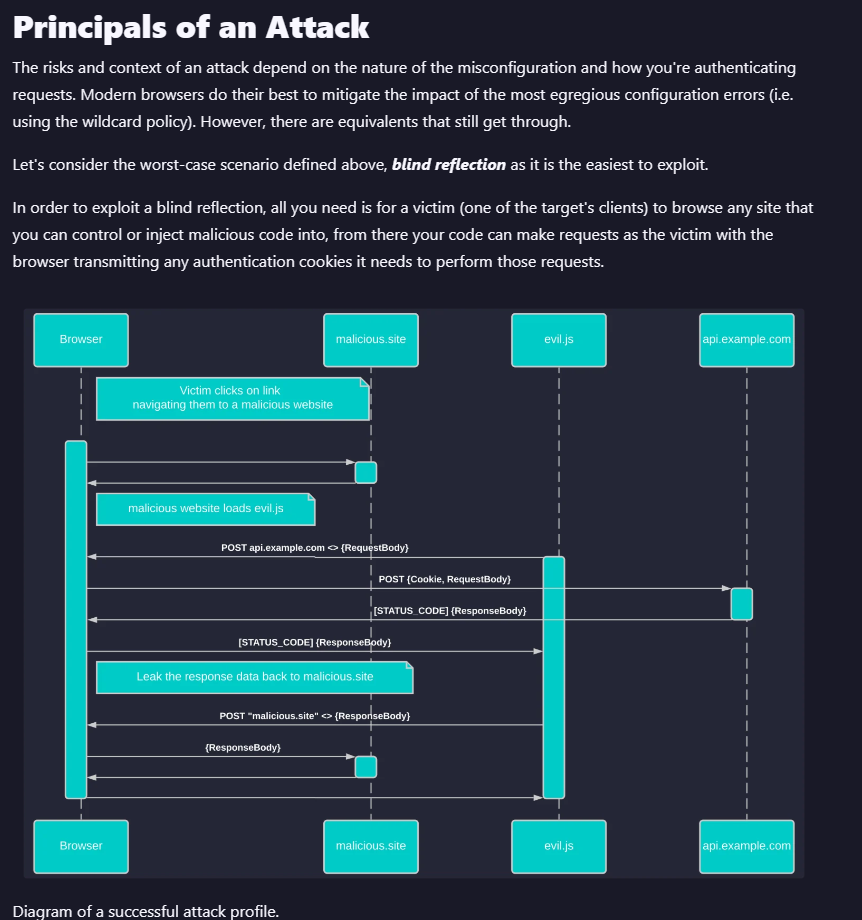 Principals of an Attack
The risks and context of an attack depend on the nature of the misconfiguration and how you're authenticating
requests. Modern browsers do their best to mitigate the impact of the most egregious configuration errors (i.e.
using the wildcard policy). However, there are equivalents that still get through.
Let's consider the worst-case scenario defined above, blind reflection as it is the easiest to exploit.
In order to exploit a blind reflection, all you need is for a victim (one of the target's clients) to browse any site that
you can control or inject malicious code into, from there your code can make requests as the victim with the
browser transmitting any authentication cookies it needs to perform those requests.
Browser
malicious.site
evil.js
api.example.com
Victim clicks on link
navigating them to a malicious website
malicious website loads evil.js
POST api.example.com <> {RequestBody}
POST {Cookie, RequestBody}
[STATUS_CODE] {ResponseBody}
[STATUS_CODE] {ResponseBody}
Leak the response data back to malicious.site
POST "malicious.site" <> {ResponseBody}
{ResponseBody}
Browser
malicious.site
evil.js
api.example.com
Diagram of a successful attack profile.